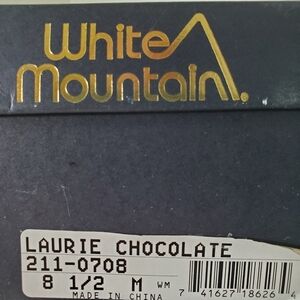 White
Mountain.
LAURIE CHOCOLATE
211-0708
8 1/2 M WM
MADE IN CHINA
7 41627 18626